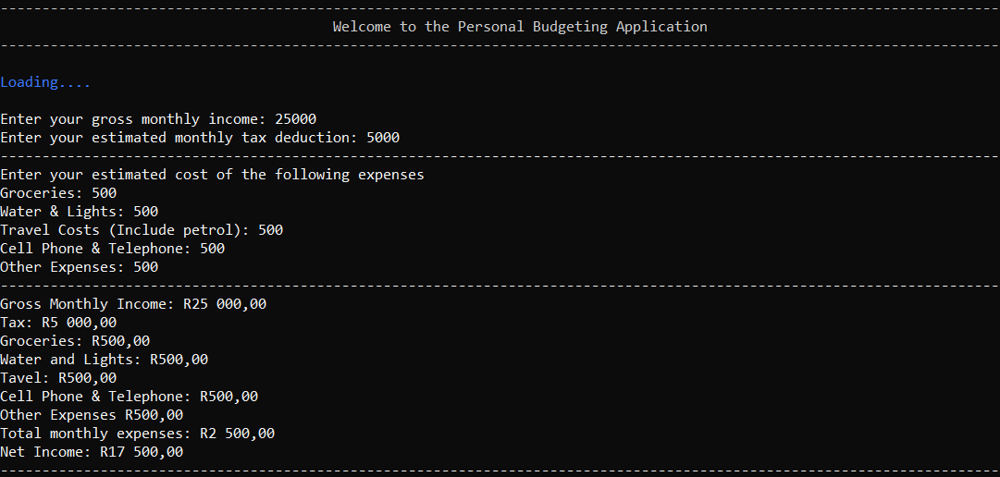 Welcome to the Personal Budgeting Application
Loading....
Enter your gross monthly income: 25000
Enter your estimated monthly tax deduction: 5000
Enter your estimated cost of the following expenses
Groceries: 500
Water & Lights: 500
Travel Costs (Include petrol): 500
Cell Phone & Telephone: 500
Other Expenses: 500
Gross Monthly Income: R25 000,00
Tax: R5 000,00
Groceries: R500,00
Water and Lights: R500,00
Tavel: R500,00
Cell Phone & Telephone: R500,00
Other Expenses R500,00
Total monthly expenses: R2 500,00
Net Income: R17 500,00